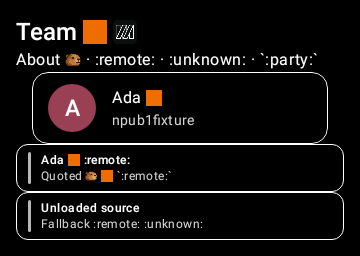 Team
About 🦫 · :remote: · :unknown: · `:party:`
A
Ada
npub1fixture
Ada :remote:
Quoted 🦫 `:remote:`
Unloaded source
Fallback :remote: :unknown: